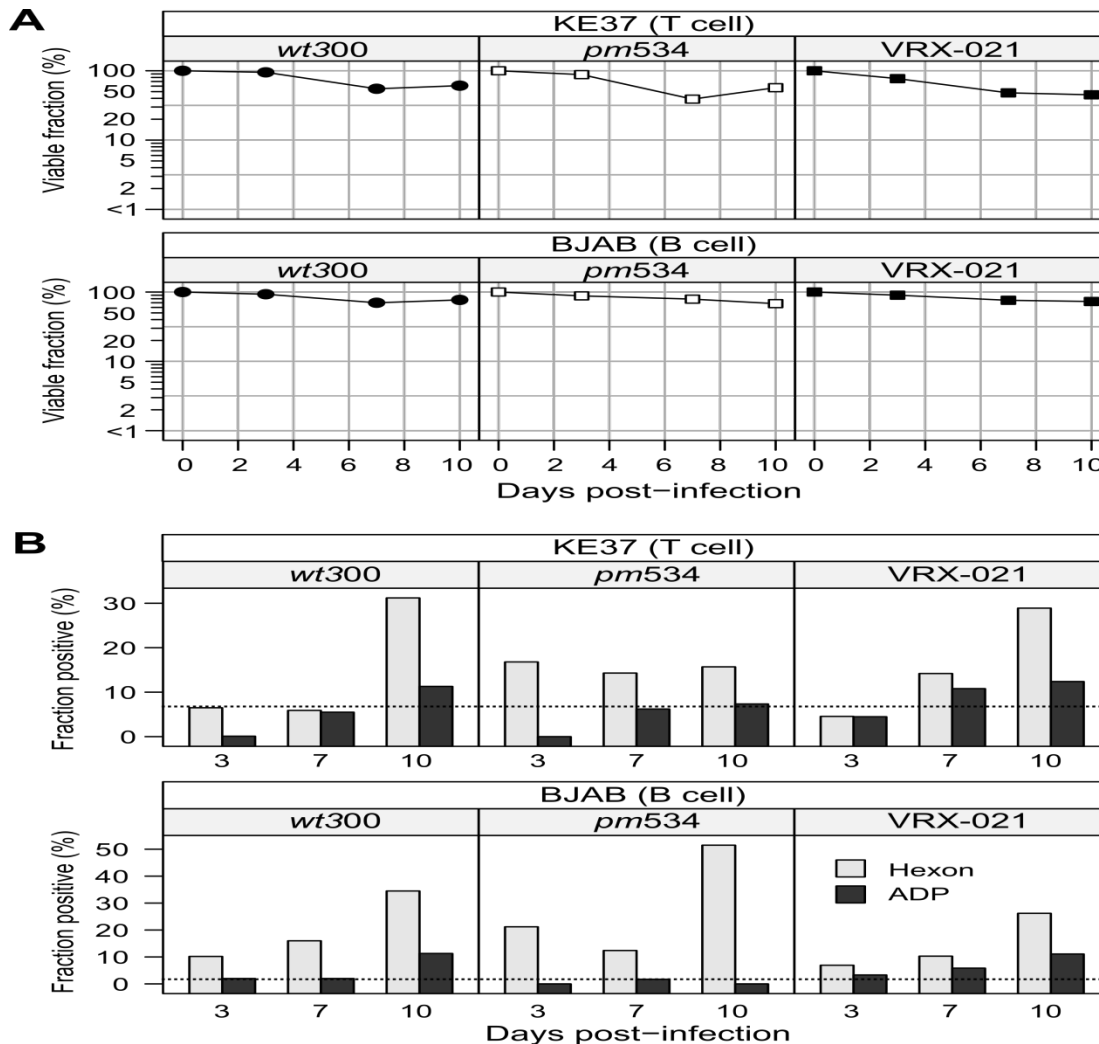 A
KE37 (T cell)
wt300 pm534 VRX-021
Viable fraction (%)
100
50
20
10
5
2
<1
BJAB (B cell)
wt300 pm534 VRX-021
Viable fraction (%)
100
50
20
10
5
2
<1
0 2 4 6 8 10 0 2 4 6 8 10 0 2 4 6 8 10
Days post−infection
B
KE37 (T cell)
wt300 pm534 VRX-021
Fraction positive (%)
30
20
10
0
3 7 10 3 7 10 3 7 10
BJAB (B cell)
wt300 pm534 VRX-021
Fraction positive (%)
50
40
30
20
10
0
Hexon
ADP
3 7 10 3 7 10 3 7 10
Days post−infection